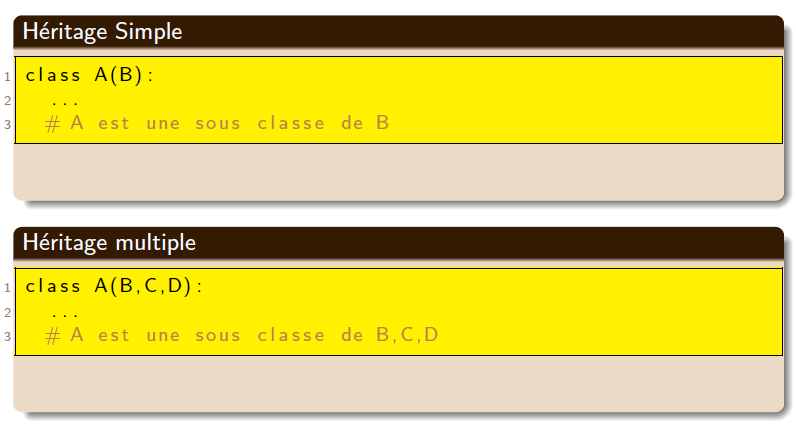 Héritage Simple
1 class A(B):
2 ...
3 # A est une sous classe de B
Héritage multiple
1 class A(B,C,D):
2 ...
3 # A est une sous classe de B,C,D